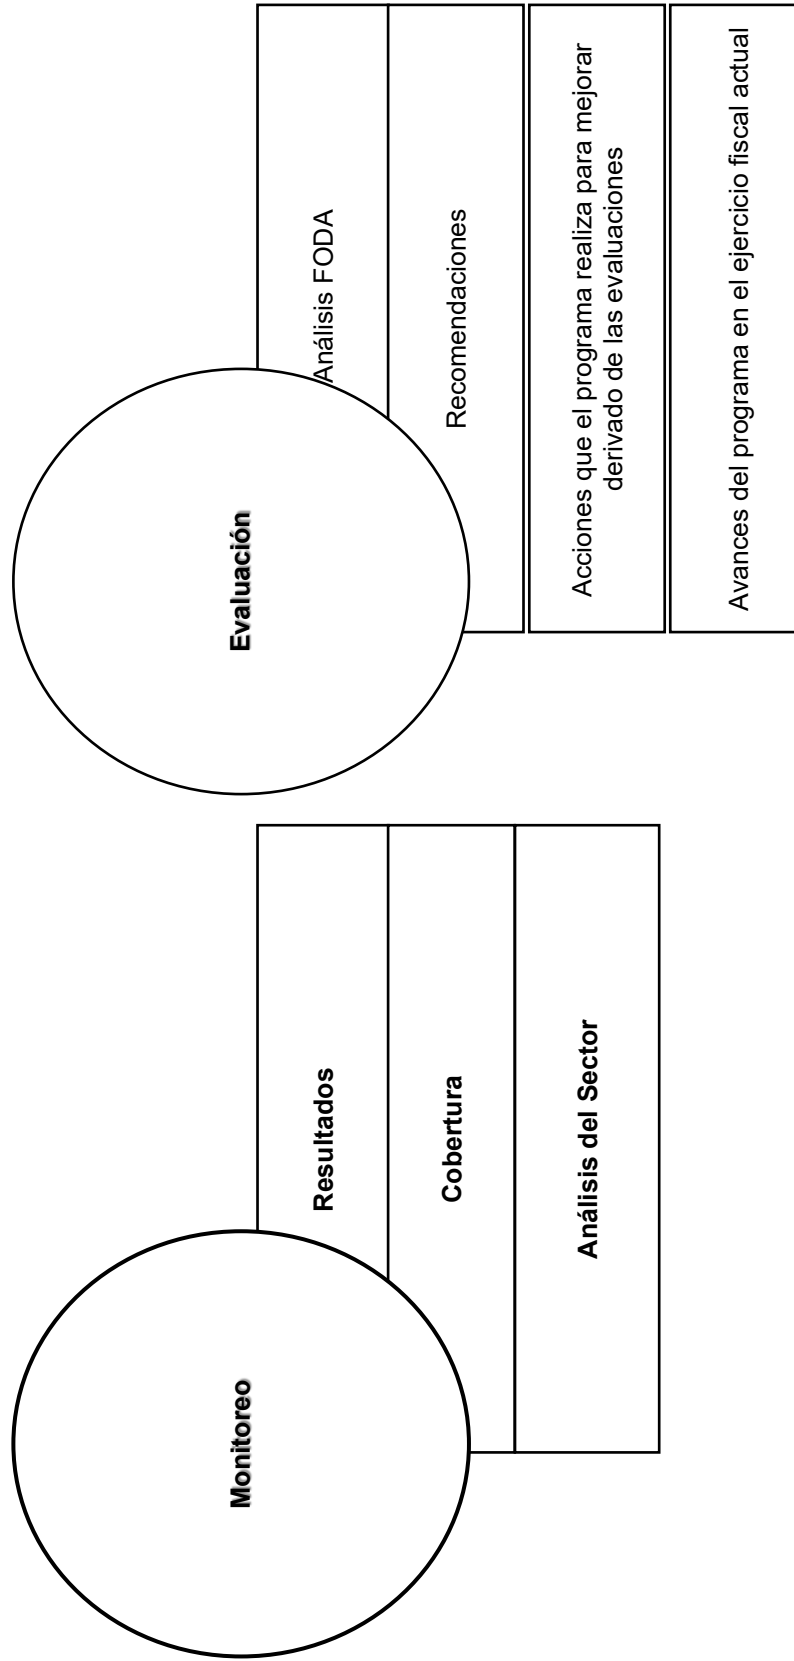 Monitoreo
Resultados
Cobertura
Análisis del Sector
Evaluación
Análisis FODA
Recomendaciones
Acciones que el programa realiza para mejorar
derivado de las evaluaciones
Avances del programa en el ejercicio fiscal actual